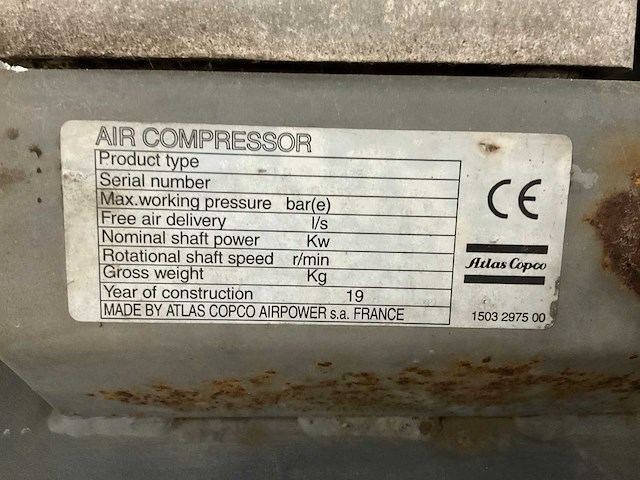 AIR COMPRESSOR
Product type
Serial number
Max.working pressure bar(e)
Free air delivery l/s
Nominal shaft power Kw
Rotational shaft speed r/min
Gross weight Kg
Year of construction 19
MADE BY ATLAS COPCO AIRPOWER s.a. FRANCE
CE
Atlas Copco
1503 2975 00